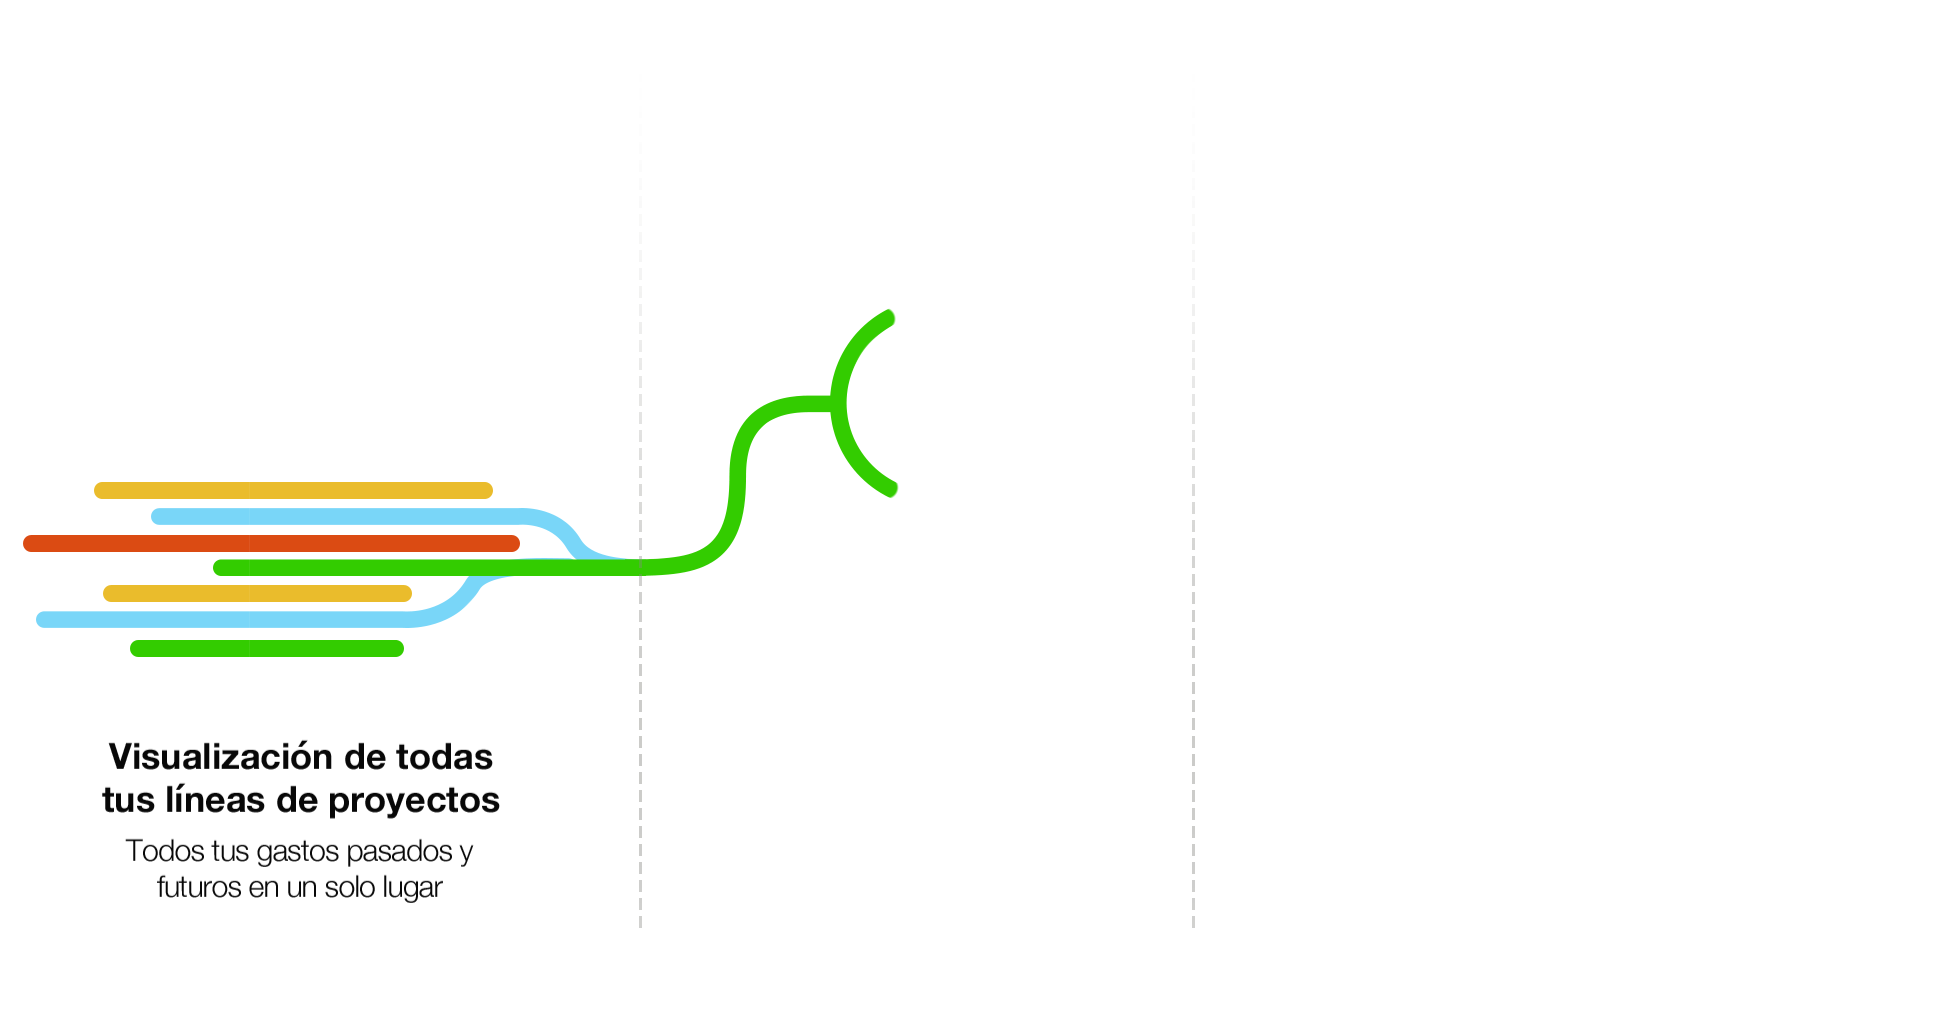 Visualización de todas
tus líneas de proyectos
Todos tus gastos pasados y
futuros en un solo lugar